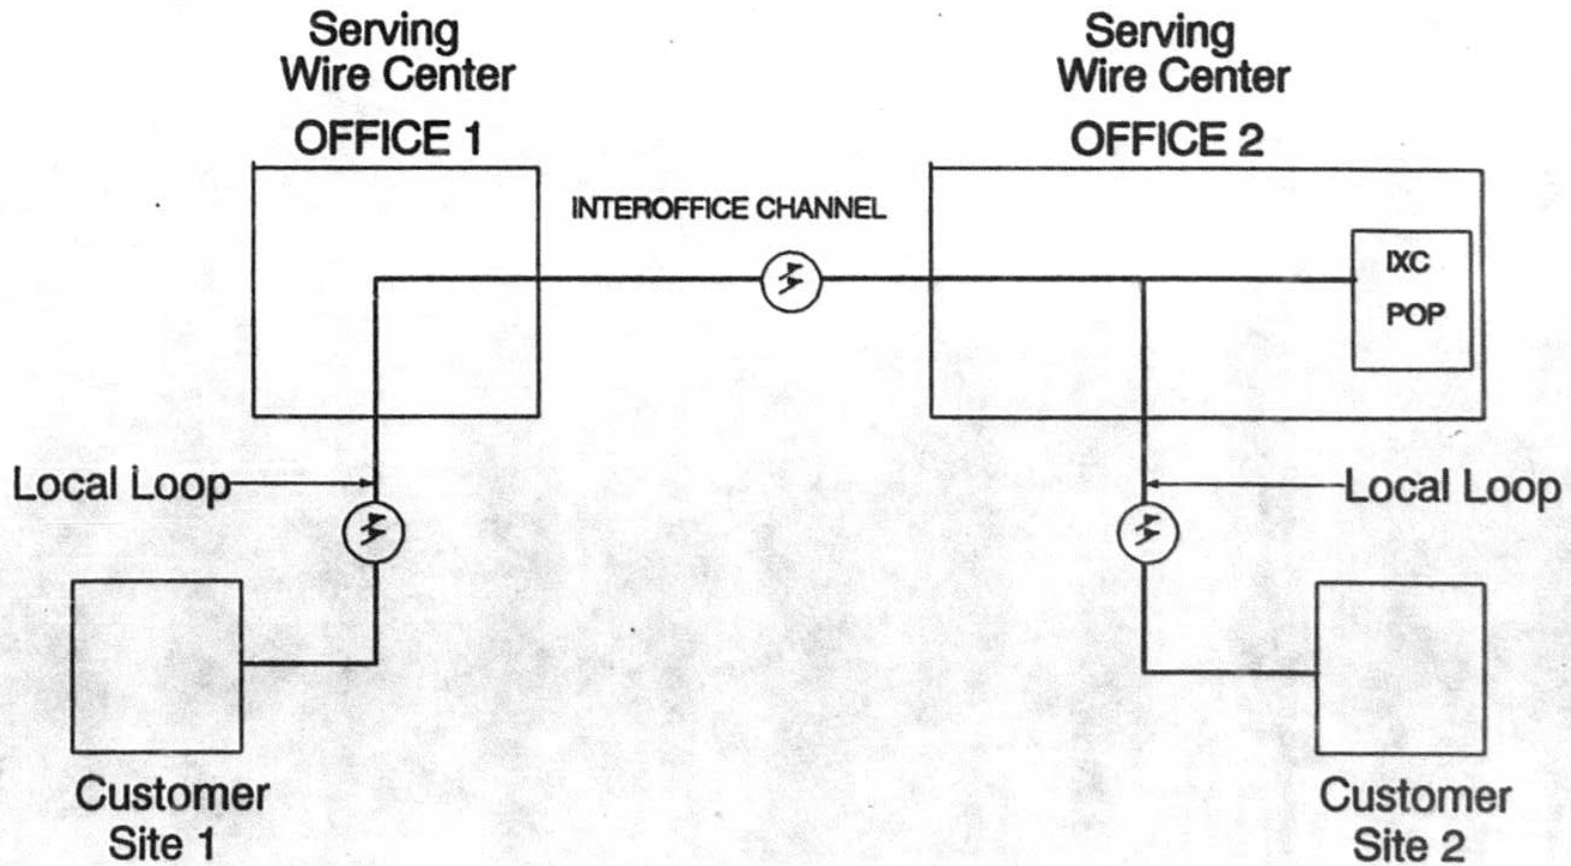 Serving
Wire Center
OFFICE 1
Serving
Wire Center
OFFICE 2
INTEROFFICE CHANNEL
IXC
POP
Local Loop
Local Loop
Customer
Site 1
Customer
Site 2